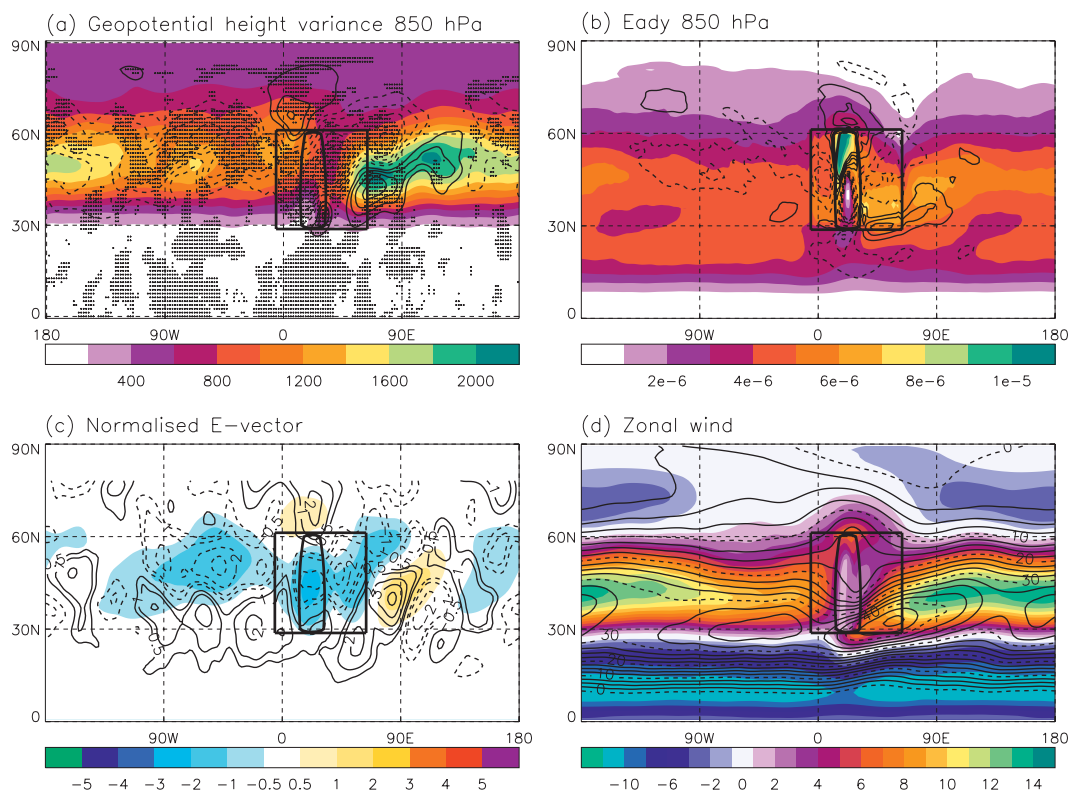 (a) Geopotential height variance 850 hPa
90N
60N
30N
0
180 90W 0 90E
400 800 1200 1600 2000
(b) Eady 850 hPa
90N
60N
30N
0
90W 0 90E 180
2e-6 4e-6 6e-6 8e-6 1e-5
(c) Normalised E-vector
90N
60N
30N
0
90W 0 90E 180
-5 -4 -3 -2 -1 -0.5 0.5 1 2 3 4 5
(d) Zonal wind
90N
60N
30N
0
0
10
20
30
30
20
10
0
90W 0 90E 180
-10 -6 -2 0 2 4 6 8 10 12 14